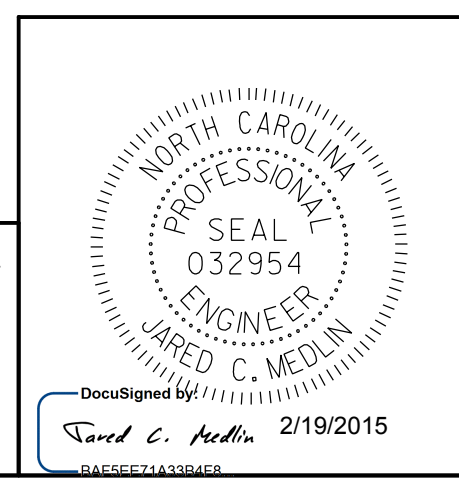 NORTH CAROLINA
PROFESSIONAL
SEAL
032954
ENGINEER
JARED C. MEDLIN
DocuSigned by:
Jared C. Medlin
2/19/2015
BAF5EE71A33B4F8...